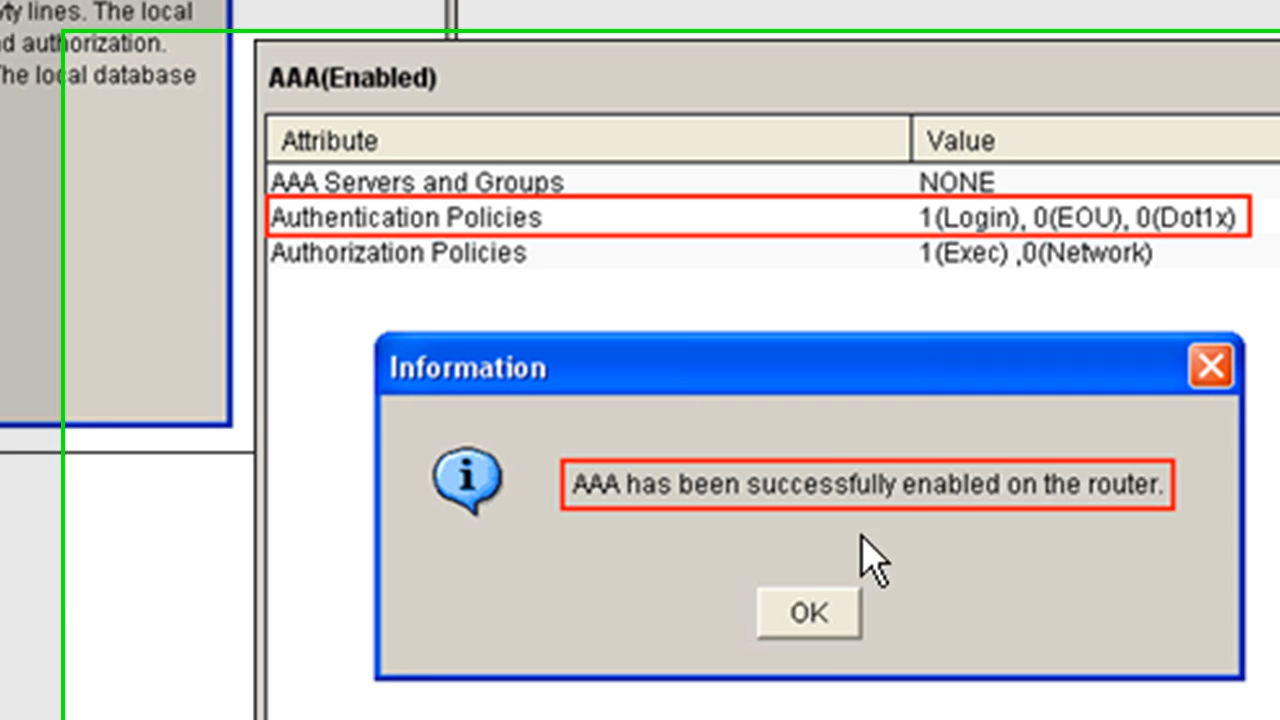 lines. The local
d authorization.
he local database
AAA(Enabled)
Attribute Value
AAA Servers and Groups NONE
Authentication Policies 1(Login), 0(EOU), 0(Dot1x)
Authorization Policies 1(Exec) ,0(Network)
Information
AAA has been successfully enabled on the router.
OK